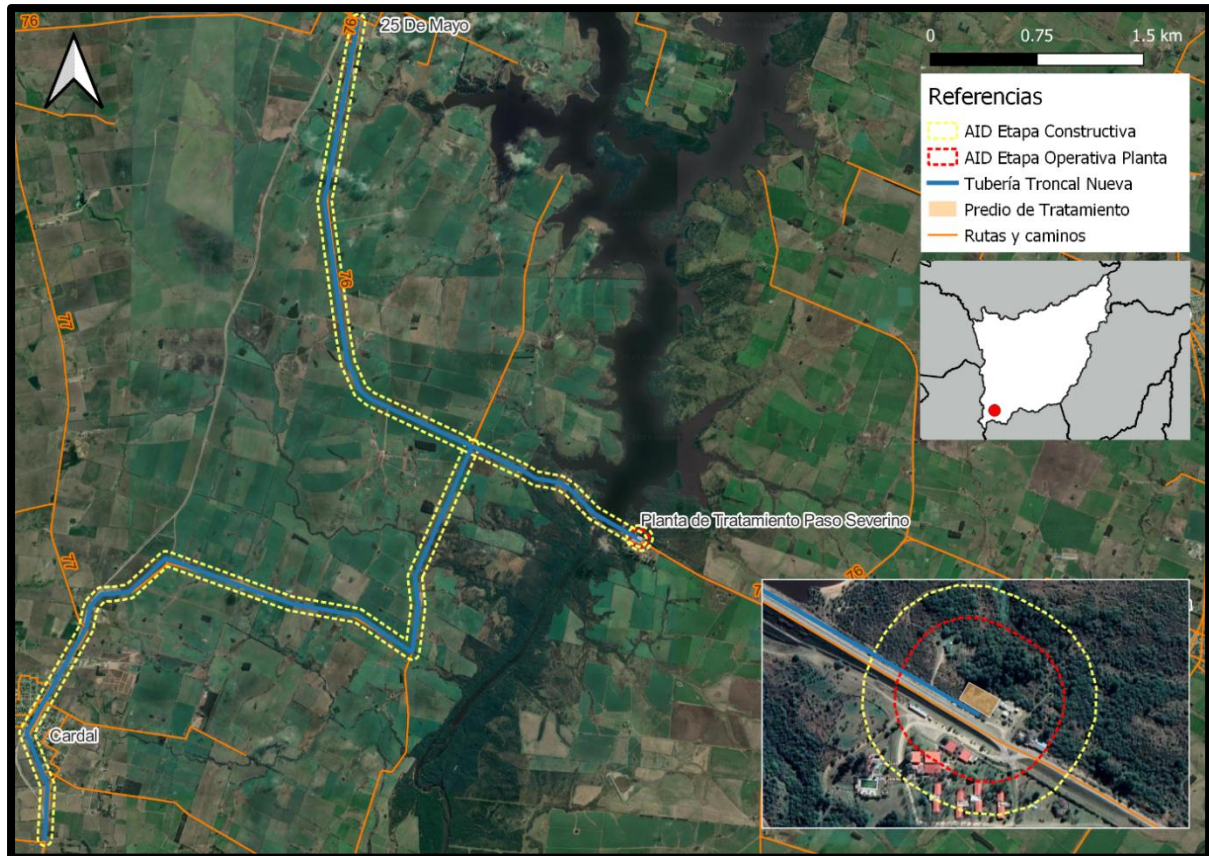 76
76
25 De Mayo
0 0.75 1.5 km
Referencias
AID Etapa Constructiva
AID Etapa Operativa Planta
Tubería Troncal Nueva
Predio de Tratamiento
Rutas y caminos
76
77
Planta de Tratamiento Paso Severino
77
76
Cardal